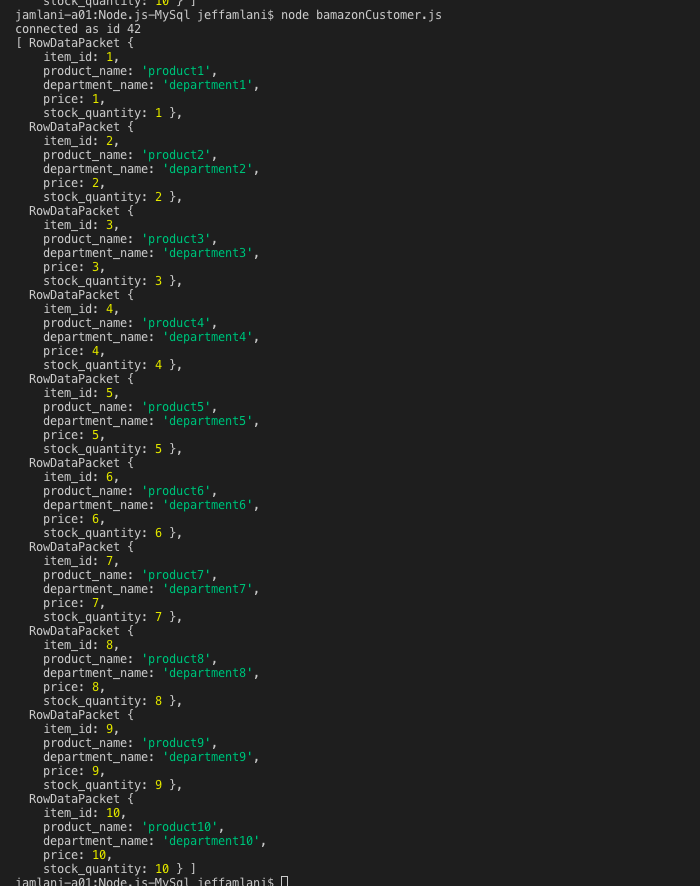 stock_quantity: 10 } ]
jamlani-a01:Node.js-MySql jeffamlani$ node bamazonCustomer.js
connected as id 42
[ RowDataPacket {
    item_id: 1,
    product_name: 'product1',
    department_name: 'department1',
    price: 1,
    stock_quantity: 1 },
  RowDataPacket {
    item_id: 2,
    product_name: 'product2',
    department_name: 'department2',
    price: 2,
    stock_quantity: 2 },
  RowDataPacket {
    item_id: 3,
    product_name: 'product3',
    department_name: 'department3',
    price: 3,
    stock_quantity: 3 },
  RowDataPacket {
    item_id: 4,
    product_name: 'product4',
    department_name: 'department4',
    price: 4,
    stock_quantity: 4 },
  RowDataPacket {
    item_id: 5,
    product_name: 'product5',
    department_name: 'department5',
    price: 5,
    stock_quantity: 5 },
  RowDataPacket {
    item_id: 6,
    product_name: 'product6',
    department_name: 'department6',
    price: 6,
    stock_quantity: 6 },
  RowDataPacket {
    item_id: 7,
    product_name: 'product7',
    department_name: 'department7',
    price: 7,
    stock_quantity: 7 },
  RowDataPacket {
    item_id: 8,
    product_name: 'product8',
    department_name: 'department8',
    price: 8,
    stock_quantity: 8 },
  RowDataPacket {
    item_id: 9,
    product_name: 'product9',
    department_name: 'department9',
    price: 9,
    stock_quantity: 9 },
  RowDataPacket {
    item_id: 10,
    product_name: 'product10',
    department_name: 'department10',
    price: 10,
    stock_quantity: 10 } ]
jamlani-a01:Node.js-MySql jeffamlani$